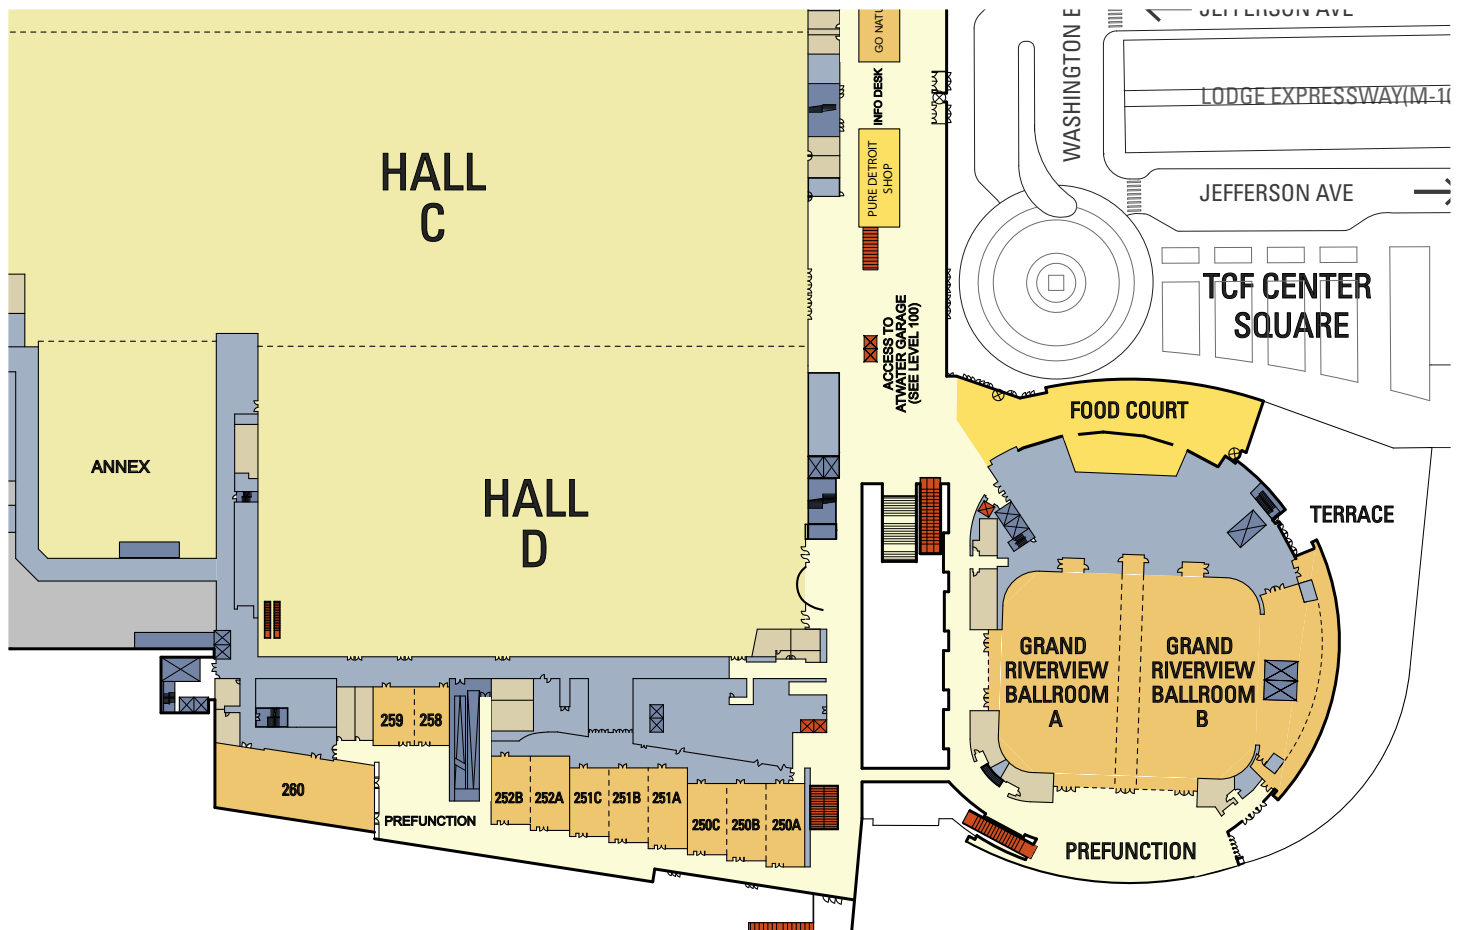 JEFFERSON AVE
WASHINGTON
GO
INFO DESK
LODGE EXPRESSWAY(M-10
PURE DETROIT
SHOP
JEFFERSON AVE
HALL
C
TCF CENTER
SQUARE
ACCESS TO
ATWATER GARAGE
(SEE LEVEL 100)
FOOD COURT
ANNEX
HALL
D
TERRACE
GRAND
RIVERVIEW
BALLROOM
A
GRAND
RIVERVIEW
BALLROOM
B
259
258
260
252B
252A
251C
251B
251A
250C
250B
250A
PREFUNCTION
PREFUNCTION